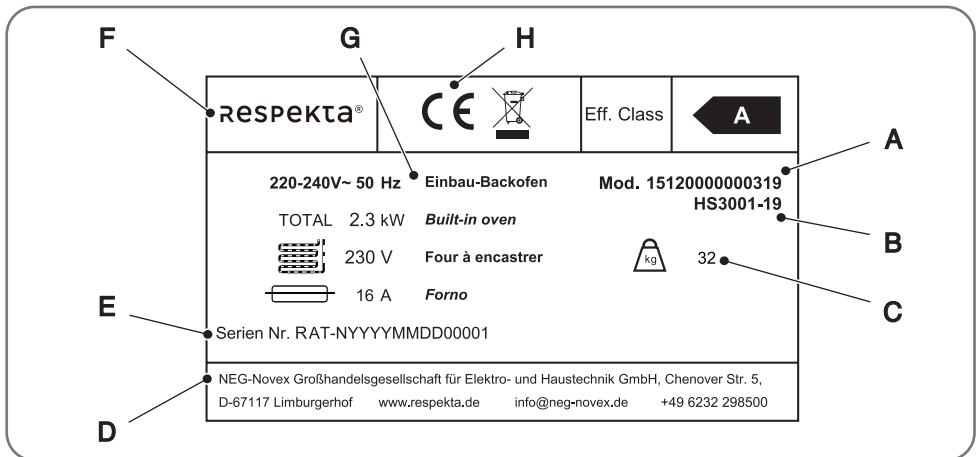 F G H
Respekta® CE Eff. Class A
A
220-240V~ 50 Hz Einbau-Backofen Mod. 15120000000319
HS3001-19
TOTAL 2.3 kW Built-in oven
B
230 V Four à encastrer kg 32
C
16 A Forno
E
Serien Nr. RAT-NYYYYMMDD00001
NEG-Novex Großhandelsgesellschaft für Elektro- und Haustechnik GmbH, Chenover Str. 5,
D-67117 Limburgerhof www.respekta.de info@neg-novex.de +49 6232 298500
D